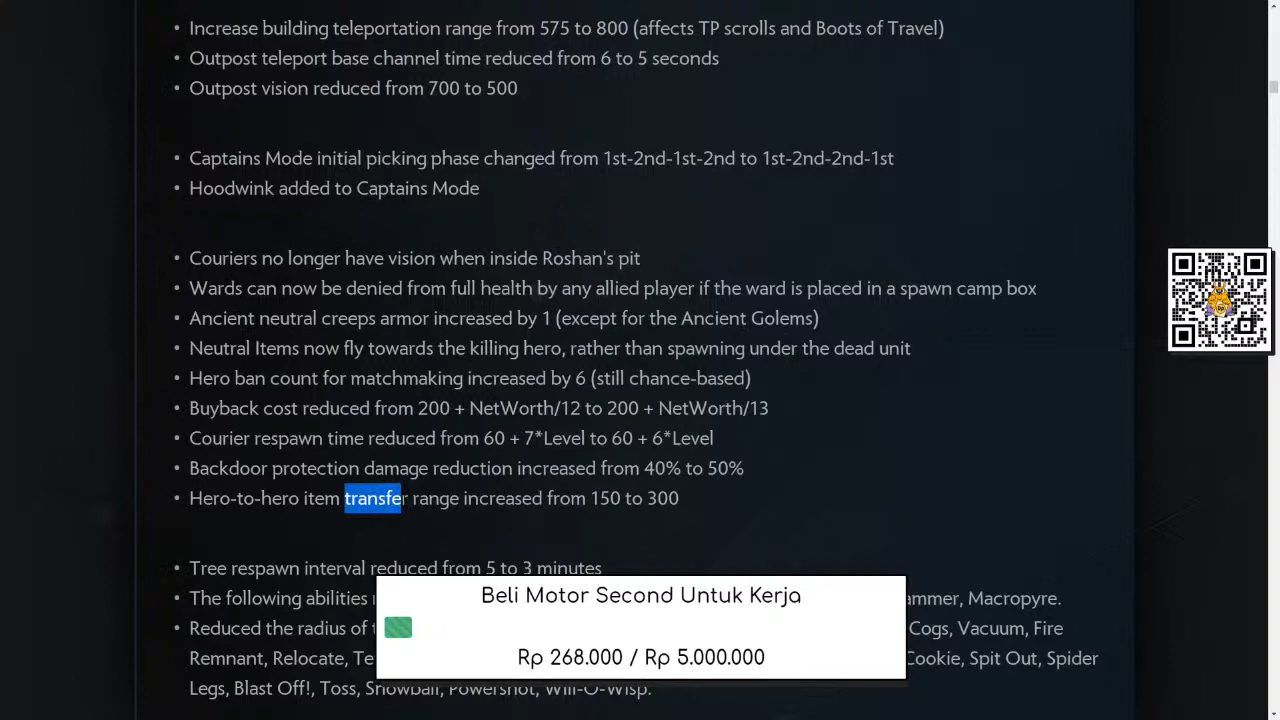 • Increase building teleportation range from 575 to 800 (affects TP scrolls and Boots of Travel)
• Outpost teleport base channel time reduced from 6 to 5 seconds
• Outpost vision reduced from 700 to 500
• Captains Mode initial picking phase changed from 1st-2nd-1st-2nd to 1st-2nd-2nd-1st
• Hoodwink added to Captains Mode
• Couriers no longer have vision when inside Roshan's pit
• Wards can now be denied from full health by any allied player if the ward is placed in a spawn camp box
• Ancient neutral creeps armor increased by 1 (except for the Ancient Golems)
• Neutral Items now fly towards the killing hero, rather than spawning under the dead unit
• Hero ban count for matchmaking increased by 6 (still chance-based)
• Buyback cost reduced from 200 + NetWorth/12 to 200 + NetWorth/13
• Courier respawn time reduced from 60 + 7*Level to 60 + 6*Level
• Backdoor protection damage reduction increased from 40% to 50%
• Hero-to-hero item transfer range increased from 150 to 300
• Tree respawn interval reduced from 5 to 3 minutes
• The following abilities ammer, Macropyre.
• Reduced the radius of Cogs, Vacuum, Fire
Remnant, Relocate, Te Cookie, Spit Out, Spider
Legs, Blast Off!, Toss, Snowball, Powershot, Will-O-Wisp.
Beli Motor Second Untuk Kerja
Rp 268.000 / Rp 5.000.000